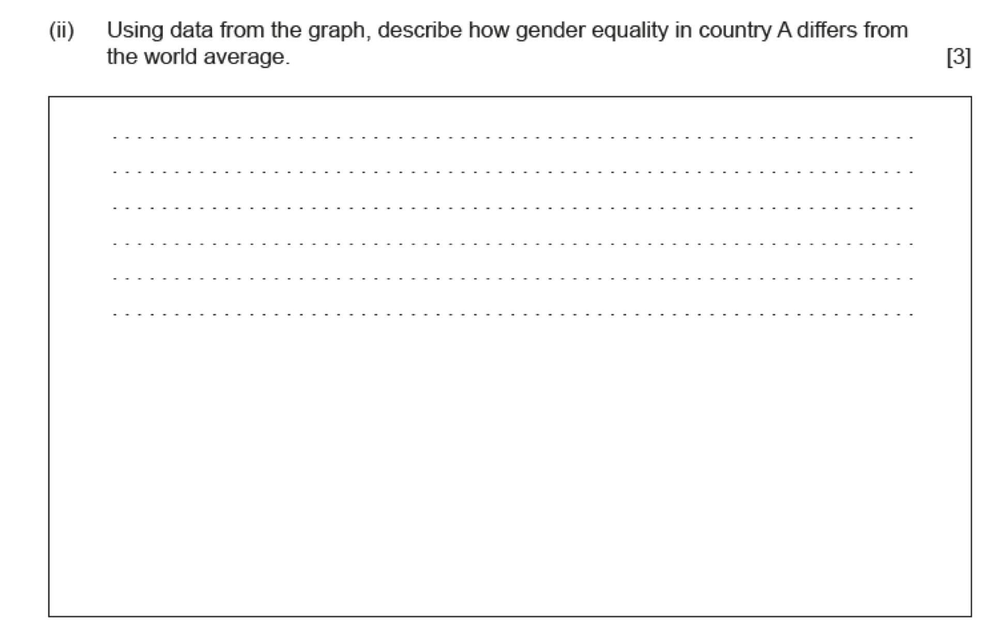 (ii) Using data from the graph, describe how gender equality in country A differs from
the world average. [3]